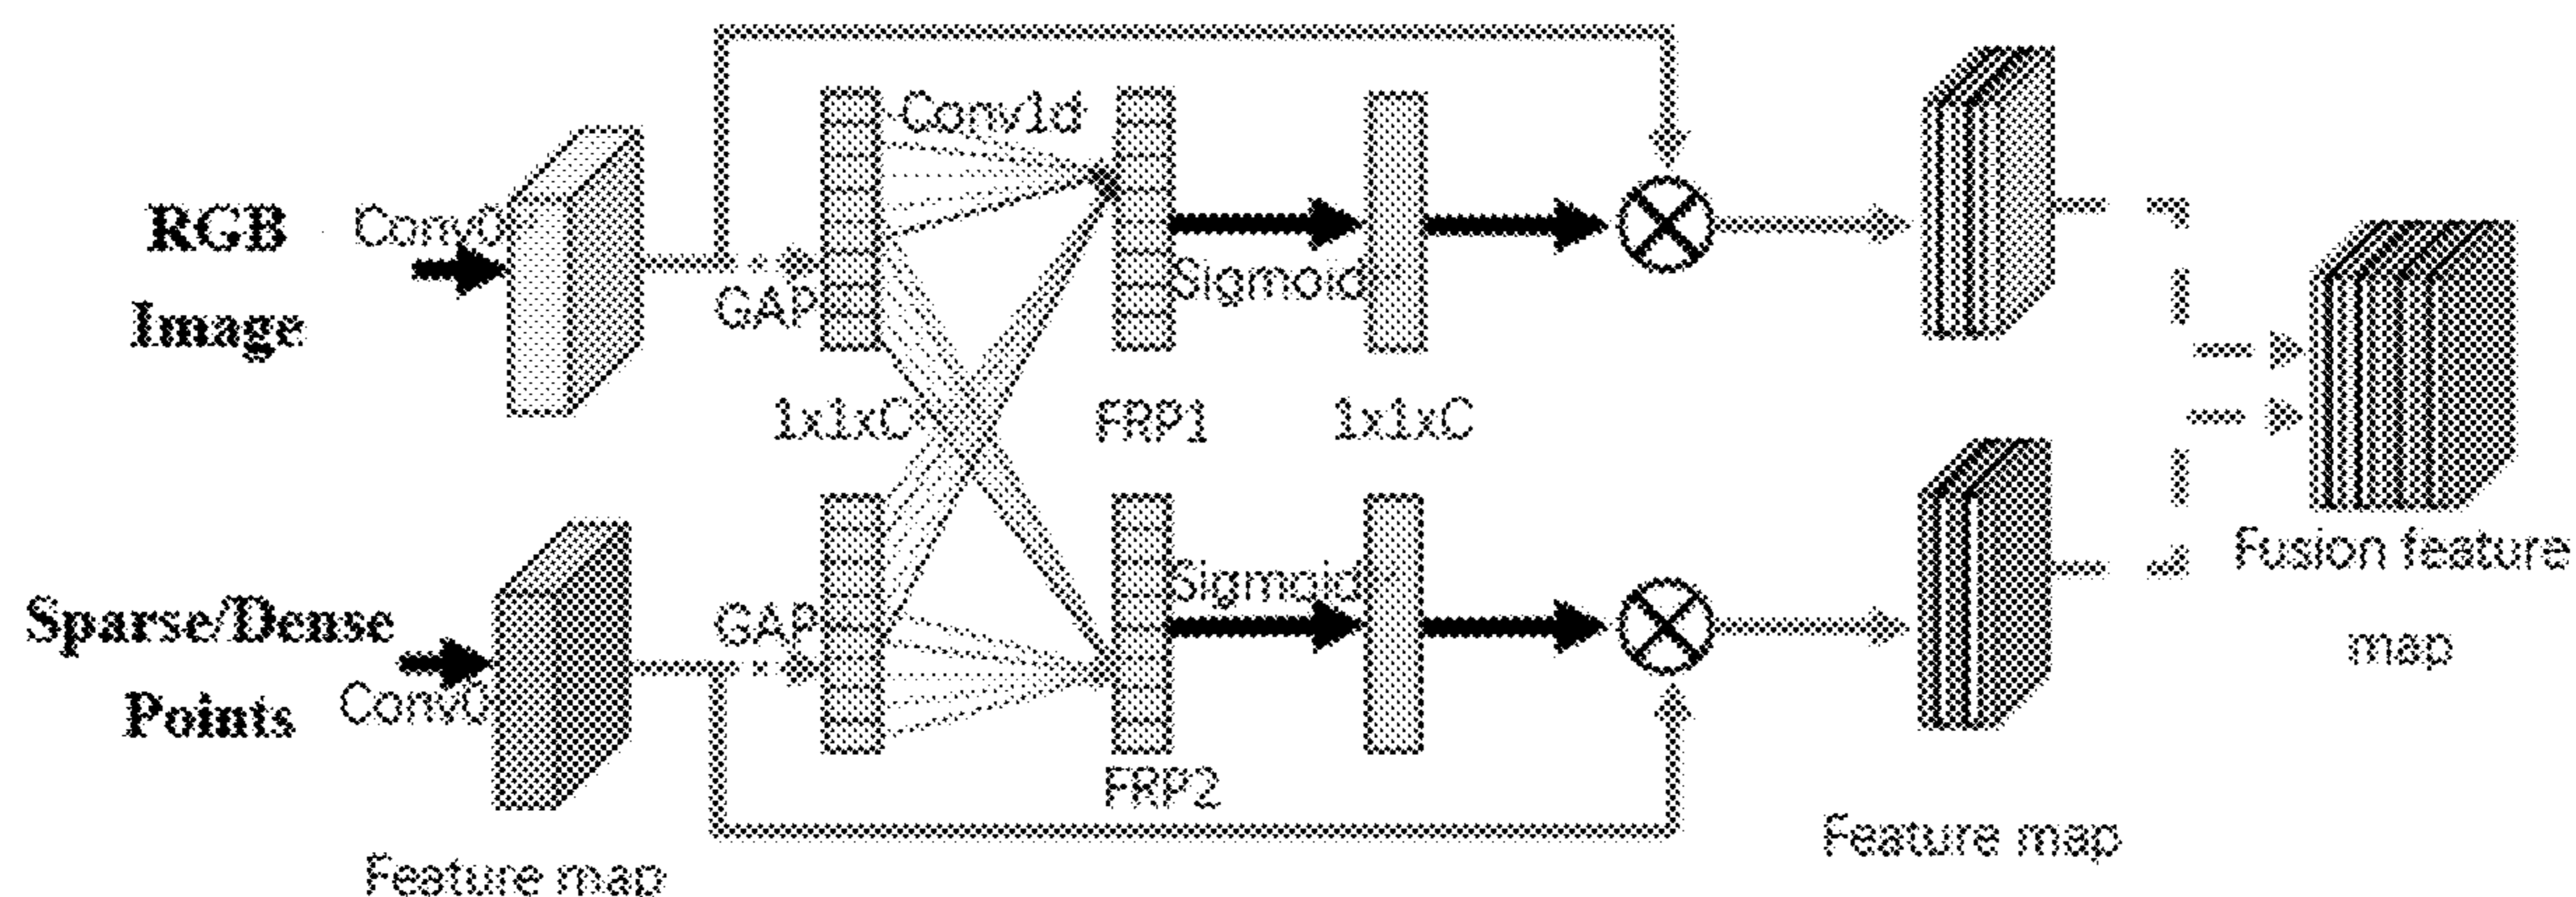 Conv1d
RGB
Image
Conv0
GAP
Sigmoid
1x1xC
FRP1
1x1xC
Sparse/Dense
Points
Conv0
GAP
Sigmoid
FRP2
Fusion feature
map
Feature map
Feature map